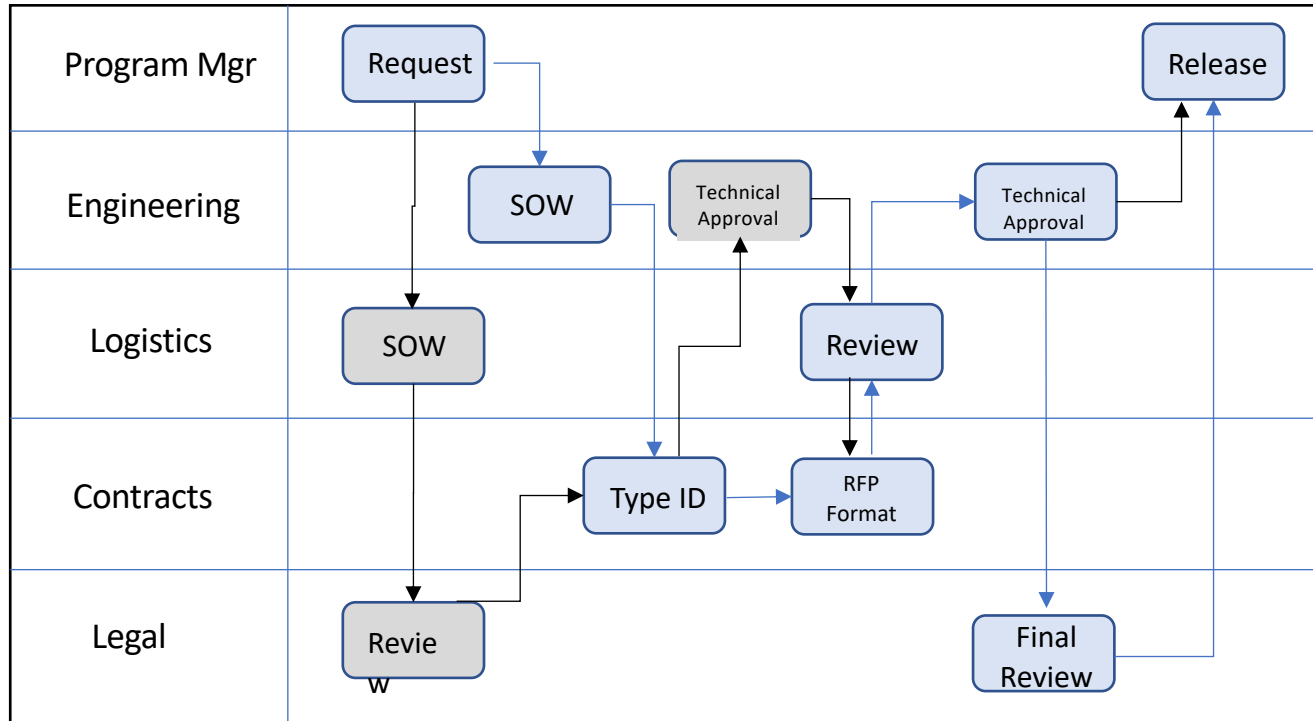 Program Mgr
Request
Release
Engineering
SOW
Technical
Approval
Technical
Approval
Logistics
SOW
Review
Contracts
Type ID
RFP
Format
Legal
Revie
w
Final
Review